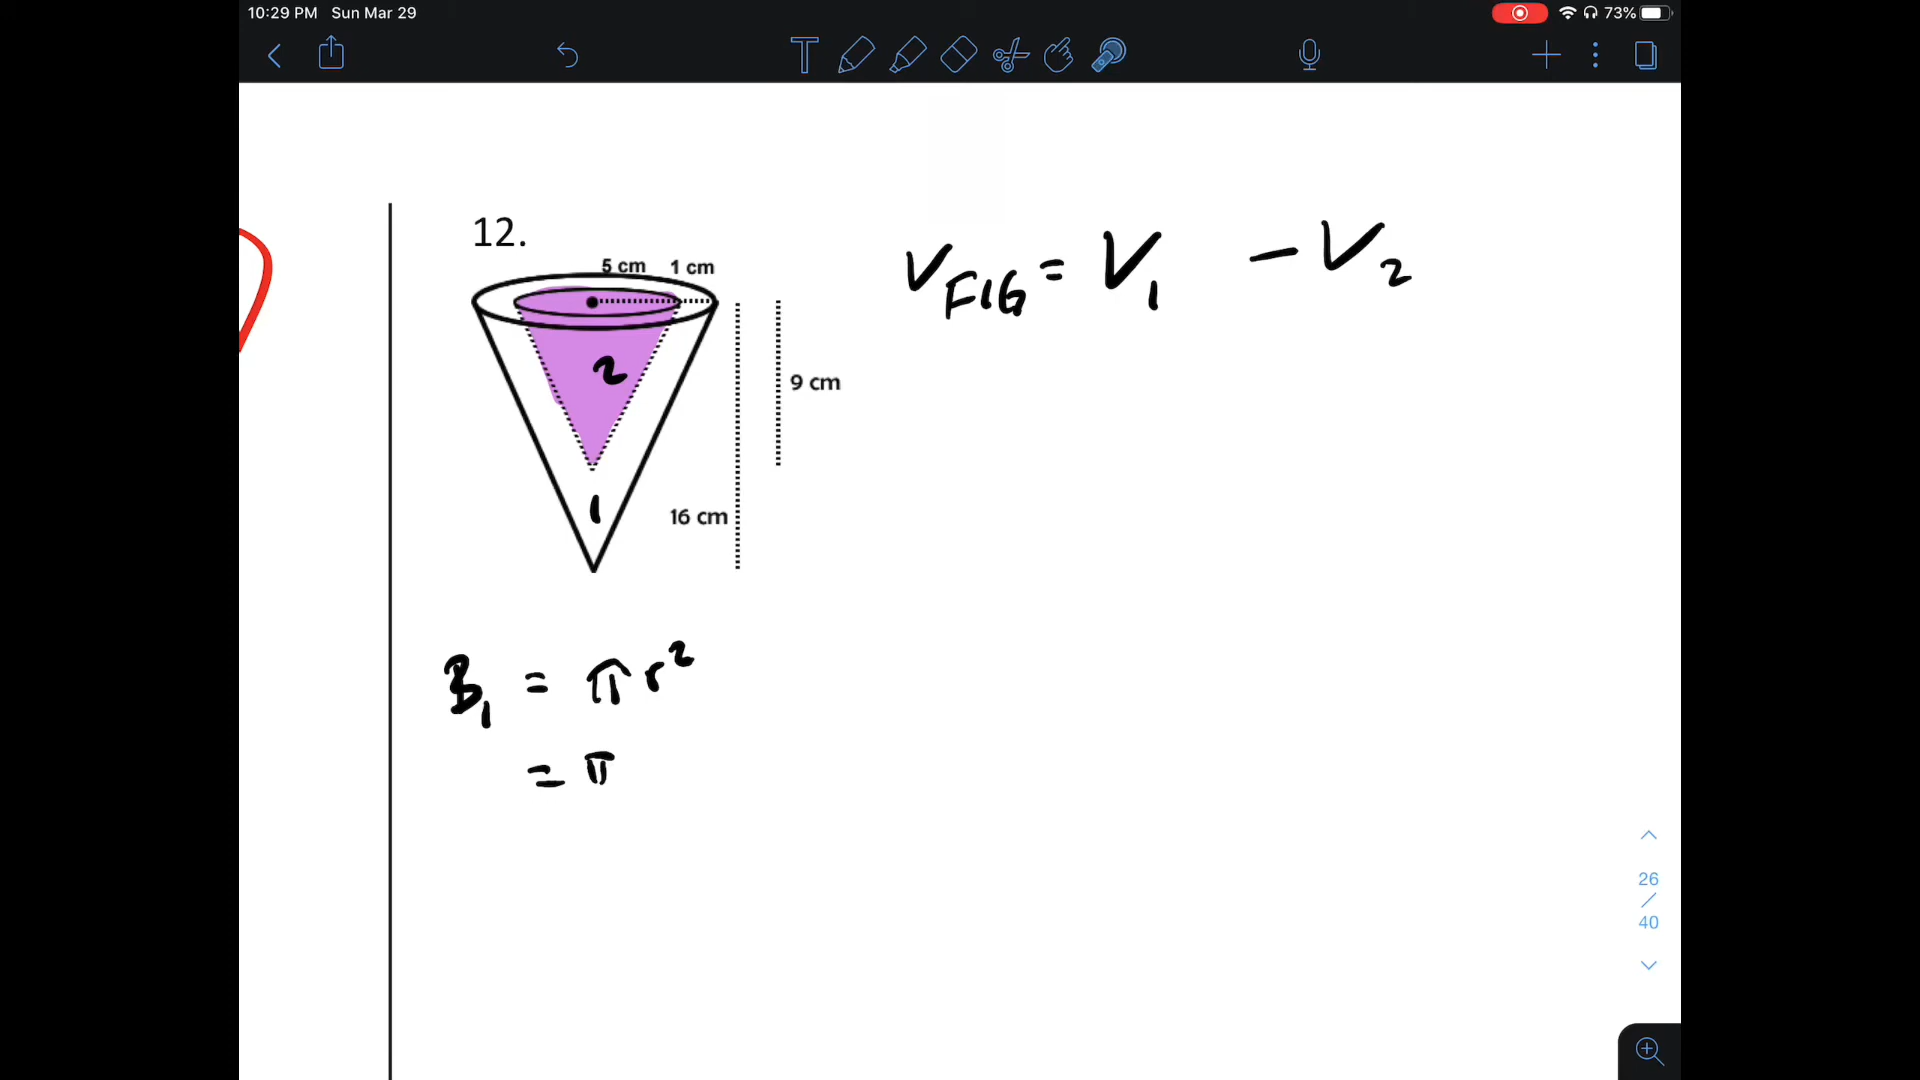 10:29 PM Sun Mar 29
73%
12.
5 cm 1 cm
V_FIG = V_1 - V_2
2
9 cm
1
16 cm
B_1 = πr²
= π
26
/
40